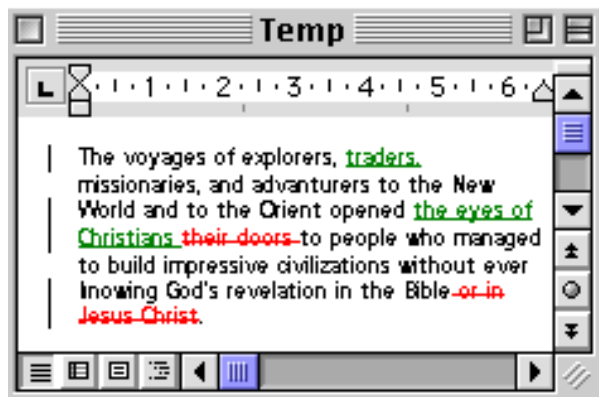 Temp
1 2 3 4 5 6
The voyages of explorers, traders,
missionaries, and advanturers to the New
World and to the Orient opened the eyes of
Christians their doors to people who managed
to build impressive civilizations without ever
knowing God's revelation in the Bible or in
Jesus Christ.